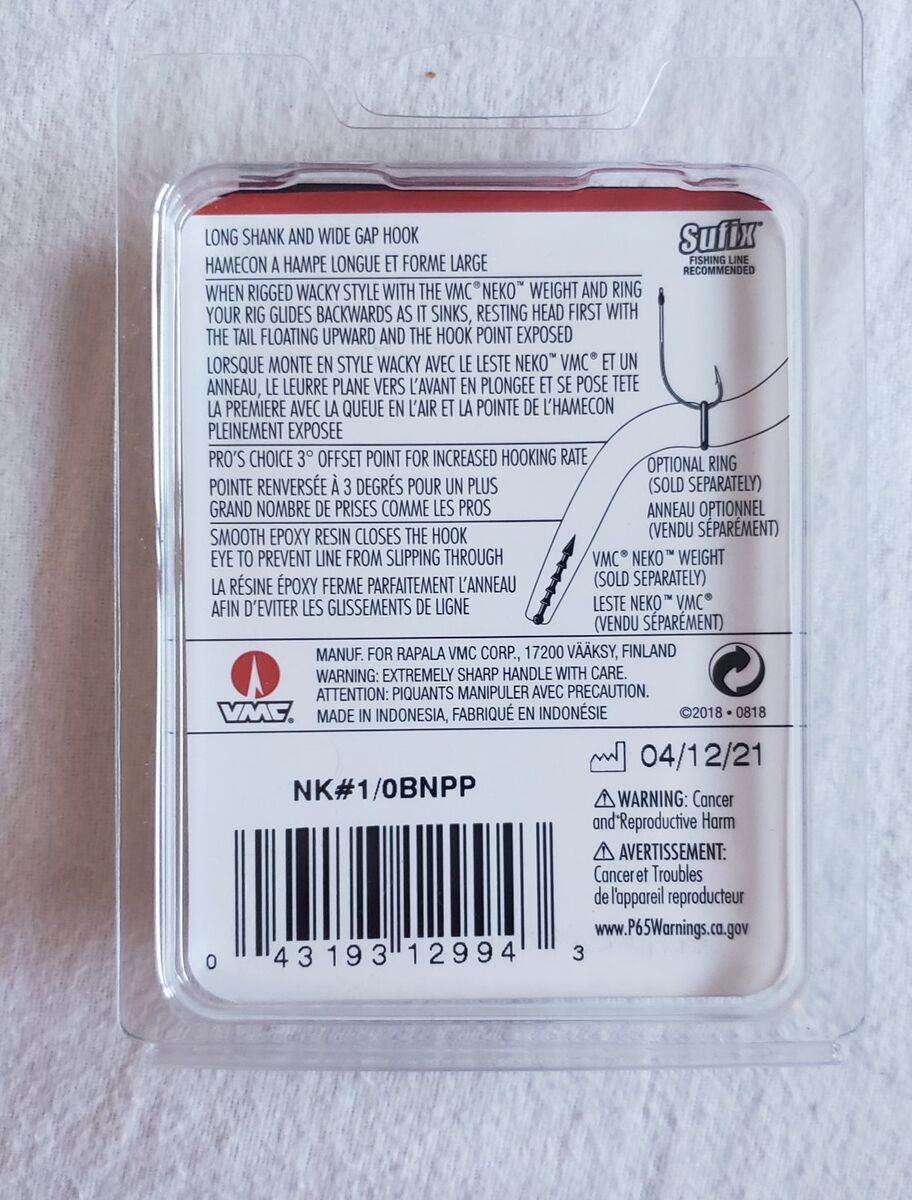 LONG SHANK AND WIDE GAP HOOK
HAMECON A HAMPE LONGUE ET FORME LARGE
Sufix™
FISHING LINE
RECOMMENDED
WHEN RIGGED WACKY STYLE WITH THE VMC® NEKO™ WEIGHT AND RING
YOUR RIG GLIDES BACKWARDS AS IT SINKS, RESTING HEAD FIRST WITH
THE TAIL FLOATING UPWARD AND THE HOOK POINT EXPOSED
LORSQUE MONTE EN STYLE WACKY AVEC LE LESTE NEKO™ VMC® ET UN
ANNEAU, LE LEURRE PLANE VERS L'AVANT EN PLONGEE ET SE POSE TETE
LA PREMIERE AVEC LA QUEUE EN L'AIR ET LA POINTE DE L'HAMECON
PLEINEMENT EXPOSEE
PRO'S CHOICE 3° OFFSET POINT FOR INCREASED HOOKING RATE
POINTE RENVERSÉE À 3 DEGRÉS POUR UN PLUS
GRAND NOMBRE DE PRISES COMME LES PROS
SMOOTH EPOXY RESIN CLOSES THE HOOK
EYE TO PREVENT LINE FROM SLIPPING THROUGH
LA RÉSINE ÉPOXY FERME PARFAITEMENT L'ANNEAU
AFIN D'EVITER LES GLISSEMENTS DE LIGNE
OPTIONAL RING
(SOLD SEPARATELY)
ANNEAU OPTIONNEL
(VENDU SÉPARÉMENT)
VMC® NEKO™ WEIGHT
(SOLD SEPARATELY)
LESTE NEKO™ VMC®
(VENDU SÉPARÉMENT)
VMC®
MANUF. FOR RAPALA VMC CORP., 17200 VÄÄKSY, FINLAND
WARNING: EXTREMELY SHARP HANDLE WITH CARE.
ATTENTION: PIQUANTS MANIPULER AVEC PRECAUTION.
MADE IN INDONESIA, FABRIQUÉ EN INDONÉSIE
©2018 • 0818
04/12/21
NK#1/0BNPP
⚠ WARNING: Cancer
and Reproductive Harm
⚠ AVERTISSEMENT:
Cancer et Troubles
de l'appareil reproducteur
www.P65Warnings.ca.gov
0 43193 12994 3